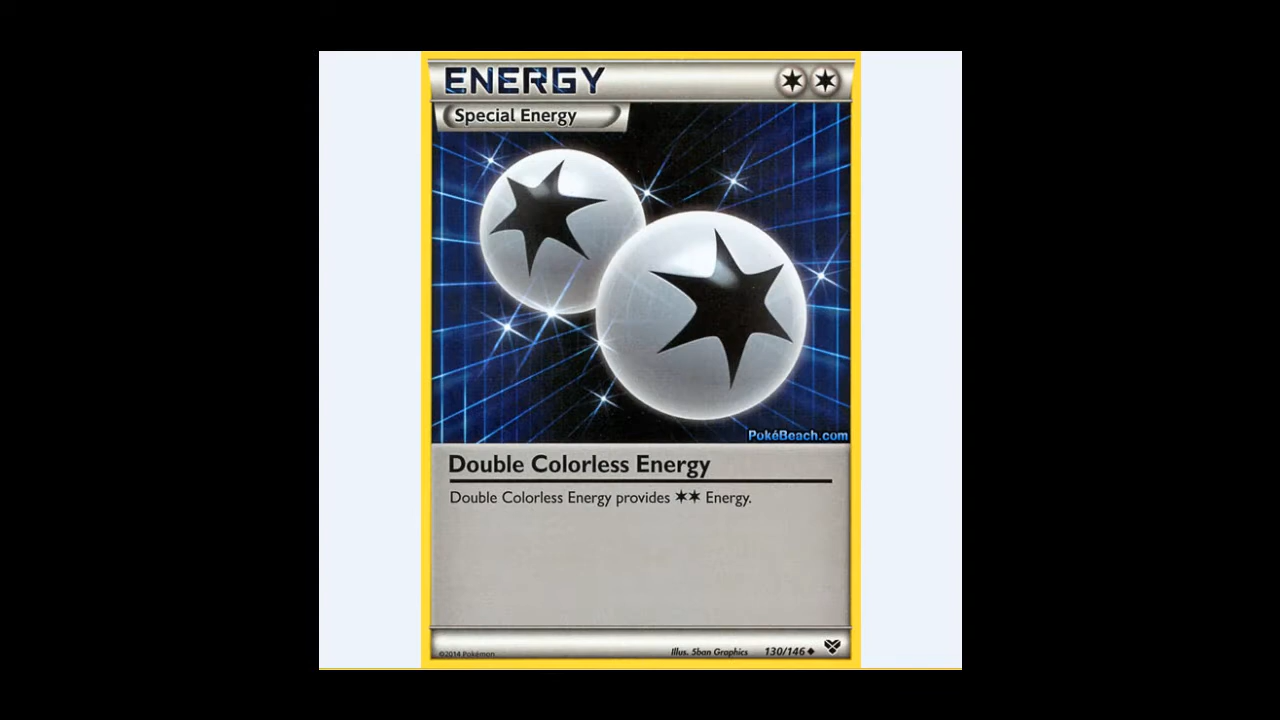 ENERGY
Special Energy
PokéBeach.com
Double Colorless Energy
Double Colorless Energy provides ✶✶ Energy.
©2014 Pokémon
Illus. 5ban Graphics 130/146